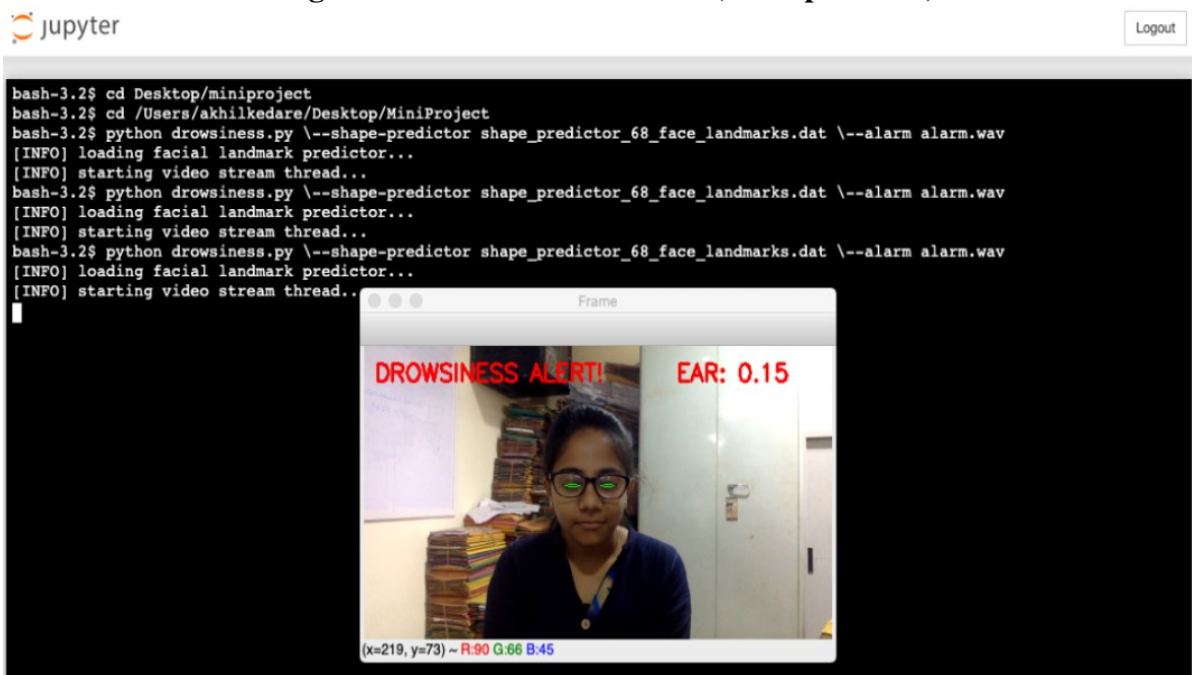 jupyter
Logout
bash-3.2$ cd Desktop/miniproject
bash-3.2$ cd /Users/akhilkedare/Desktop/MiniProject
bash-3.2$ python drowsiness.py \--shape-predictor shape_predictor_68_face_landmarks.dat \--alarm alarm.wav
[INFO] loading facial landmark predictor...
[INFO] starting video stream thread...
bash-3.2$ python drowsiness.py \--shape-predictor shape_predictor_68_face_landmarks.dat \--alarm alarm.wav
[INFO] loading facial landmark predictor...
[INFO] starting video stream thread...
bash-3.2$ python drowsiness.py \--shape-predictor shape_predictor_68_face_landmarks.dat \--alarm alarm.wav
[INFO] loading facial landmark predictor...
[INFO] starting video stream thread..
Frame
DROWSINESS ALERT! EAR: 0.15
(x=219, y=73) ~ R:90 G:66 B:45